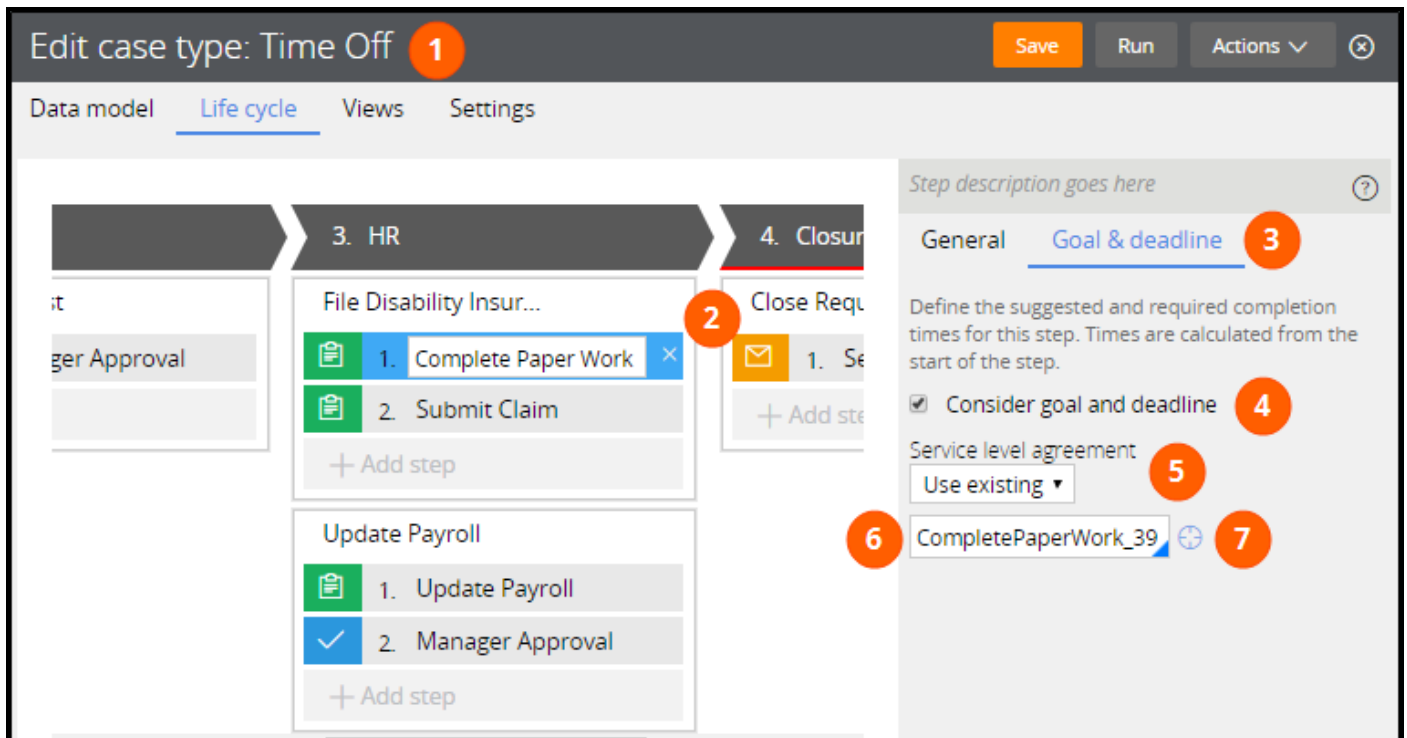 Edit case type: Time Off 1 Save Run Actions
Data model Life cycle Views Settings
Step description goes here ?
3. HR 4. Closur
General Goal & deadline 3
st File Disability Insur... 2 Close Requ
Define the suggested and required completion
times for this step. Times are calculated from the
start of the step.
ger Approval 1. Complete Paper Work × 1. Se
2. Submit Claim + Add ste
Consider goal and deadline 4
+ Add step
Service level agreement
Use existing 5
Update Payroll
6 CompletePaperWork_39 7
1. Update Payroll
2. Manager Approval
+ Add step